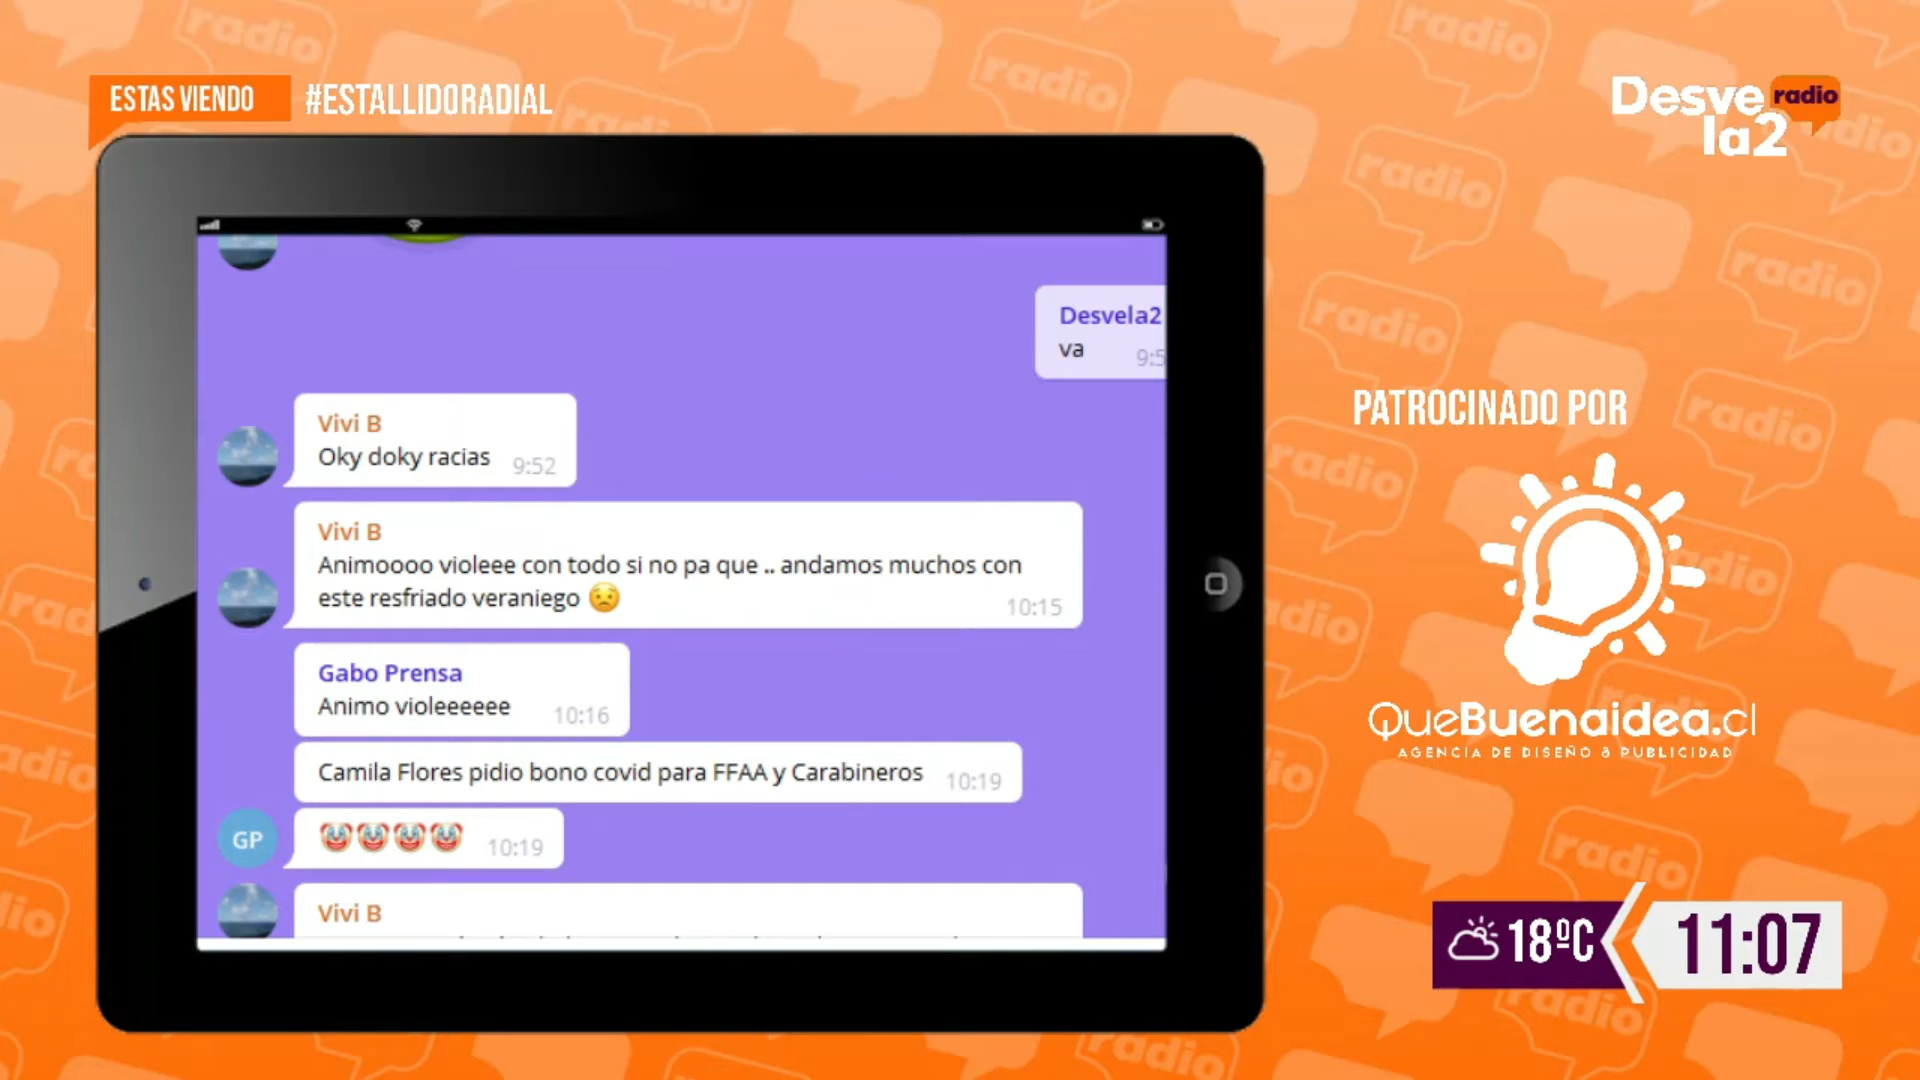 ESTAS VIENDO
#ESTALLIDORADIAL
Desve
la2
radio
Desvela2
va
9:5
Vivi B
Oky doky racias
9:52
Vivi B
Animoooo violeee con todo si no pa que .. andamos muchos con
este resfriado veraniego 😟
10:15
Gabo Prensa
Animo violeeeeee
10:16
Camila Flores pidio bono covid para FFAA y Carabineros
10:19
GP
🤡🤡🤡🤡
10:19
Vivi B
PATROCINADO POR
QueBuenaidea.cl
AGENCIA DE DISEÑO & PUBLICIDAD
18ºC
11:07